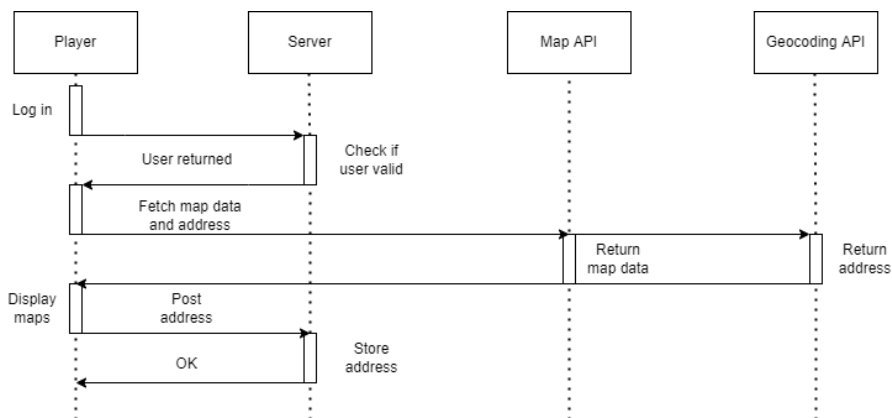 Player
Server
Map API
Geocoding API
Log in
User returned
Check if
user valid
Fetch map data
and address
Return
map data
Return
address
Display
maps
Post
address
OK
Store
address